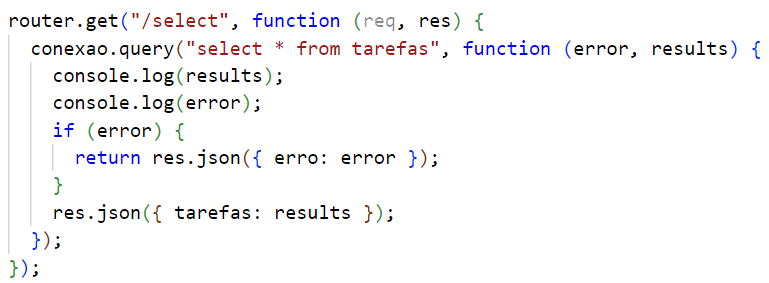 router.get("/select", function (req, res) {
  conexao.query("select * from tarefas", function (error, results) {
    console.log(results);
    console.log(error);
    if (error) {
      return res.json({ erro: error });
    }
    res.json({ tarefas: results });
  });
});